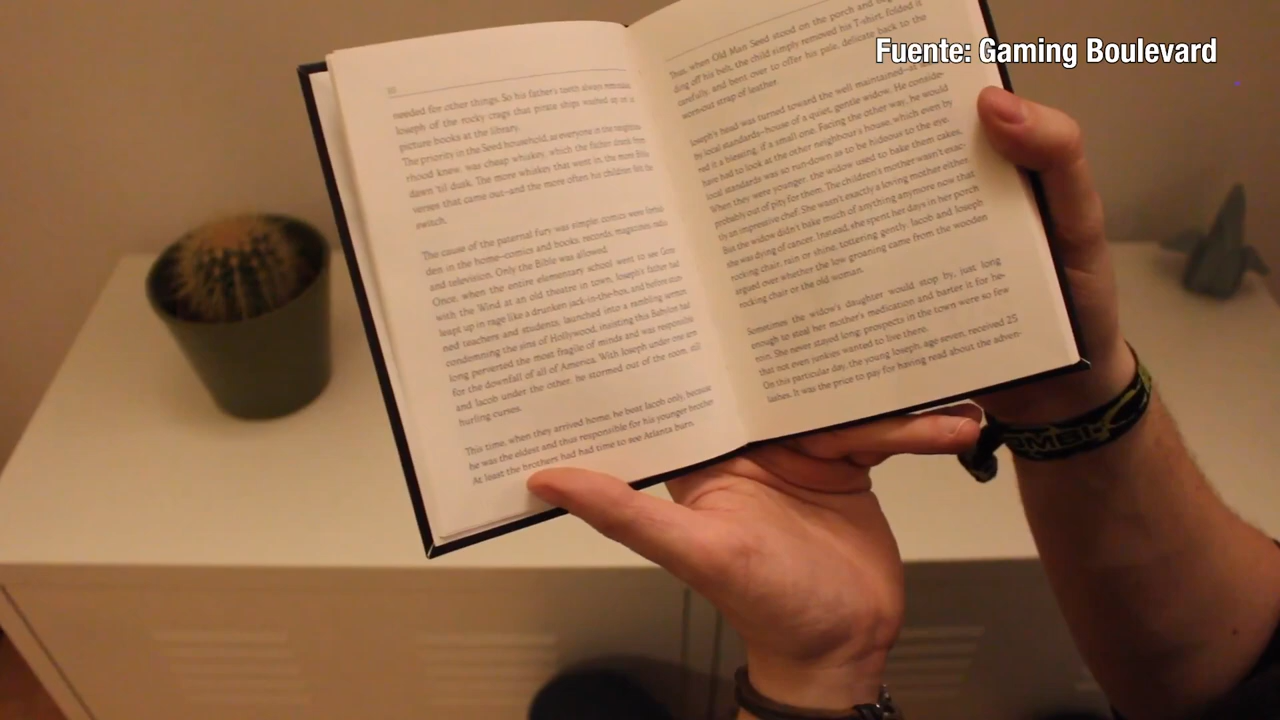 Fuente: Gaming Boulevard
10
needed for other things. So his father's teeth always reminded
Joseph of the rocky crags that pirate ships washed up on in
picture books at the library.
The priority in the Seed household, as everyone in the neighbo-
rhood knew, was cheap whiskey, which the father drank from
dawn 'til dusk. The more whiskey that went in, the more Bible
verses that came out—and the more often his children felt the
switch.
The cause of the paternal fury was simple: comics were forbid-
den in the home—comics and books, records, magazines, radio
and television. Only the Bible was allowed.
Once, when the entire elementary school went to see Gone
with the Wind at an old theatre in town, Joseph's father had
leapt up in rage like a drunken jack-in-the-box, and before stun-
ned teachers and students, launched into a rambling sermon
condemning the sins of Hollywood, insisting this Babylon had
long perverted the most fragile of minds and was responsible
for the downfall of all of America. With Joseph under one arm
and Jacob under the other, he stormed out of the room, still
hurling curses.
This time, when they arrived home, he beat Jacob only, because
he was the eldest and thus responsible for his younger brother.
At least the brothers had had time to see Atlanta burn.
Thus, when Old Man Seed stood on the porch and
ding off his belt, the child simply removed his T-shirt, folded it
carefully, and bent over to offer his pale, delicate back to the
worn-out strap of leather.
Joseph's head was turned toward the well maintained—at
by local standards—house of a quiet, gentle widow. He conside-
red it a blessing, if a small one. Facing the other way, he would
have had to look at the other neighbour's house, which even by
local standards was so run-down as to be hideous to the eye.
When they were younger, the widow used to bake them cakes,
probably out of pity for them. The children's mother wasn't exac-
tly an impressive chef. She wasn't exactly a loving mother either.
But the widow didn't bake much of anything anymore now that
she was dying of cancer. Instead, she spent her days in her porch
rocking chair, rain or shine, tottering gently. Jacob and Joseph
argued over whether the low groaning came from the wooden
rocking chair or the old woman.
Sometimes the widow's daughter would stop by, just long
enough to steal her mother's medication and barter it for he-
roin. She never stayed long; prospects in the town were so few
that not even junkies wanted to live there.
On this particular day, the young Joseph, age seven, received 25
lashes. It was the price to pay for having read about the adven-